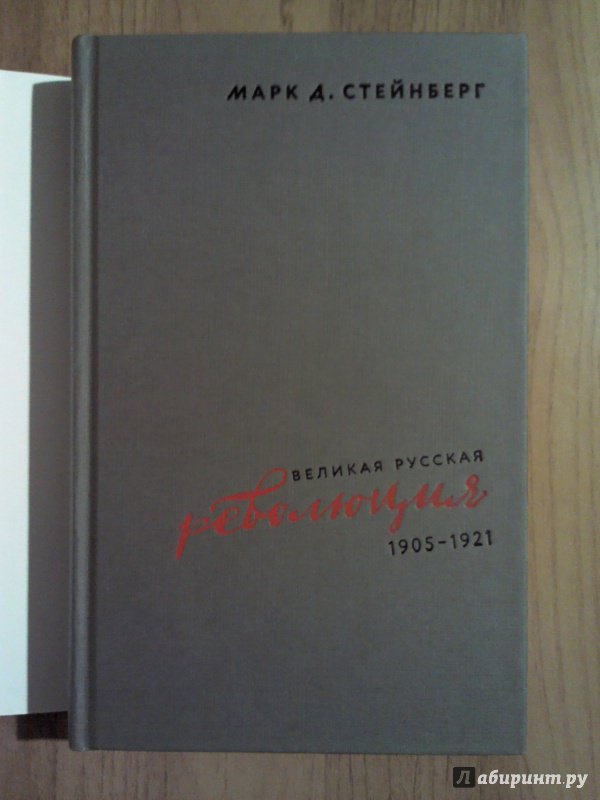 МАРК Д. СТЕЙНБЕРГ
ВЕЛИКАЯ РУССКАЯ
революция
1905–1921
Лабиринт.ру